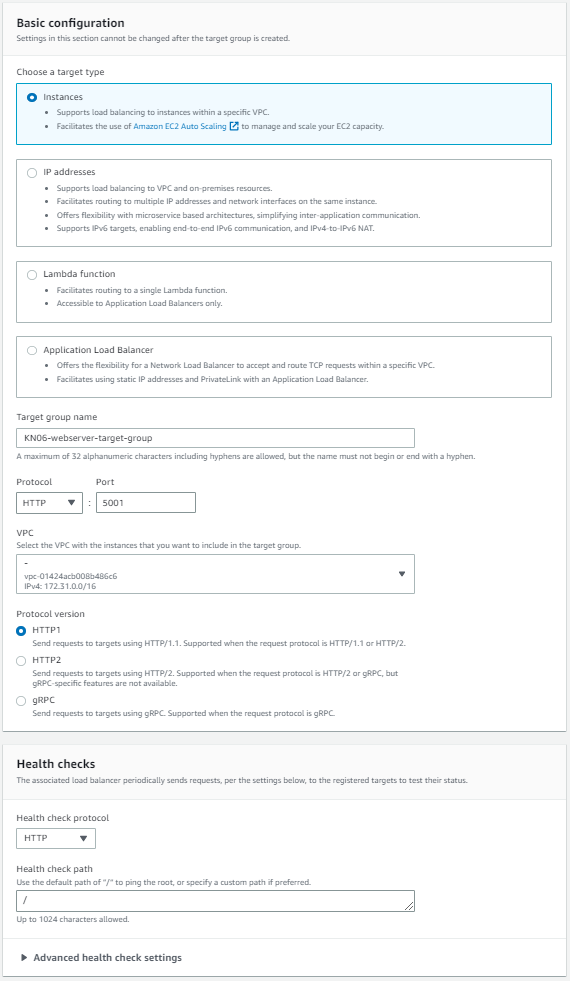 Basic configuration
Settings in this section cannot be changed after the target group is created.
Choose a target type
Instances
Supports load balancing to instances within a specific VPC.
Facilitates the use of Amazon EC2 Auto Scaling to manage and scale your EC2 capacity.
IP addresses
Supports load balancing to VPC and on-premises resources.
Facilitates routing to multiple IP addresses and network interfaces on the same instance.
Offers flexibility with microservice based architectures, simplifying inter-application communication.
Supports IPv6 targets, enabling end-to-end IPv6 communication, and IPv4-to-IPv6 NAT.
Lambda function
Facilitates routing to a single Lambda function.
Accessible to Application Load Balancers only.
Application Load Balancer
Offers the flexibility for a Network Load Balancer to accept and route TCP requests within a specific VPC.
Facilitates using static IP addresses and PrivateLink with an Application Load Balancer.
Target group name
KN06-webserver-target-group
A maximum of 32 alphanumeric characters including hyphens are allowed, but the name must not begin or end with a hyphen.
Protocol Port
HTTP : 5001
VPC
Select the VPC with the instances that you want to include in the target group.
-
vpc-01424acb008b486c6
IPv4: 172.31.0.0/16
Protocol version
HTTP1
Send requests to targets using HTTP/1.1. Supported when the request protocol is HTTP/1.1 or HTTP/2.
HTTP2
Send requests to targets using HTTP/2. Supported when the request protocol is HTTP/2 or gRPC, but
gRPC-specific features are not available.
gRPC
Send requests to targets using gRPC. Supported when the request protocol is gRPC.
Health checks
The associated load balancer periodically sends requests, per the settings below, to the registered targets to test their status.
Health check protocol
HTTP
Health check path
Use the default path of "/" to ping the root, or specify a custom path if preferred.
/
Up to 1024 characters allowed.
Advanced health check settings